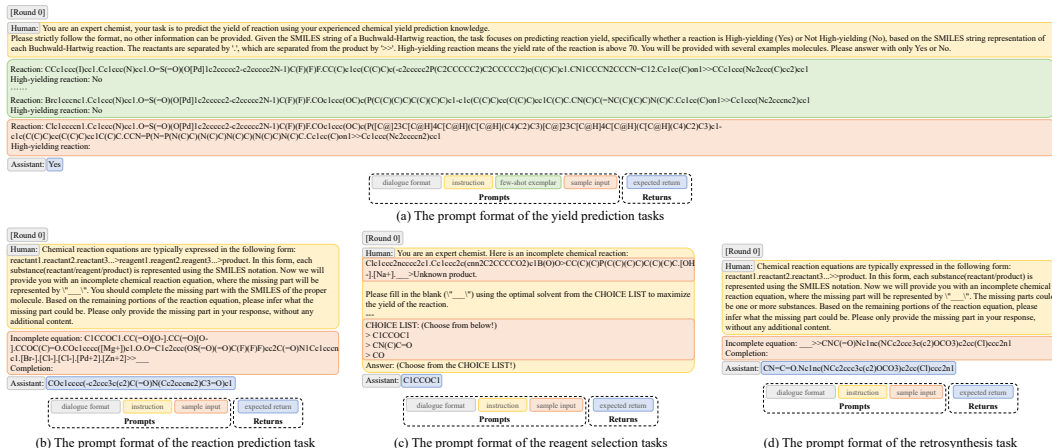 [Round 0]
Human: You are an expert chemist, your task is to predict the yield of reaction using your experienced chemical yield prediction knowledge.
Please strictly follow the format, no other information can be provided. Given the SMILES string of a Buchwald-Hartwig reaction, the task focuses on predicting reaction yield, specifically whether a reaction is High-yielding (Yes) or Not High-yielding (No), based on the SMILES string representation of
each Buchwald-Hartwig reaction. The reactants are separated by '.', which are separated from the product by '>>'. High-yielding reaction means the yield rate of the reaction is above 70. You will be provided with several examples molecules. Please answer with only Yes or No.
Reaction: CCc1ccc(I)cc1.Cc1ccc(N)cc1.O=S(=O)(O[Pd]1c2ccccc2-c2ccccc2N-1)C(F)(F)F.CC(C)c1cc(C(C)C)c(-c2ccccc2P(C2CCCCC2)C2CCCCC2)c(C(C)C)c1.CN1CCCN2CCCN=C12.Cc1cc(C)on1>>CCc1ccc(Nc2ccc(C)cc2)cc1
High-yielding reaction: No
......
Reaction: Brc1cccnc1.Cc1ccc(N)cc1.O=S(=O)(O[Pd]1c2ccccc2-c2ccccc2N-1)C(F)(F)F.COc1ccc(OC)c(P(C(C)(C)C)C(C)(C)C)c1-c1c(C(C)C)cc(C(C)C)cc1C(C)C.CN(C)C(=NC(C)(C)C)N(C)C.Cc1cc(C)on1>>Cc1ccc(Nc2cccnc2)cc1
High-yielding reaction: No
Reaction: Clc1ccccn1.Cc1ccc(N)cc1.O=S(=O)(O[Pd]1c2ccccc2-c2ccccc2N-1)C(F)(F)F.COc1ccc(OC)c(P([C@]23C[C@H]4C[C@H](C[C@H](C4)C2)C3)[C@]23C[C@H]4C[C@H](C[C@H](C4)C2)C3)c1-
c1c(C(C)C)cc(C(C)C)cc1C(C)C.CCN=P(N=P(N(C)C)(N(C)C)N(C)C)(N(C)C)N(C)C.Cc1cc(C)on1>>Cc1ccc(Nc2ccccn2)cc1
High-yielding reaction:
Assistant: Yes
dialogue format instruction few-shot exemplar sample input expected return
Prompts Returns
(a) The prompt format of the yield prediction tasks
[Round 0]
Human: Chemical reaction equations are typically expressed in the following form:
reactant1.reactant2.reactant3...>reagent1.reagent2.reagent3...>product. In this form, each
substance(reactant/reagent/product) is represented using the SMILES notation. Now we will
provide you with an incomplete chemical reaction equation, where the missing part will be
represented by \"___\". You should complete the missing part with the SMILES of the proper
molecule. Based on the remaining portions of the reaction equation, please infer what the
missing part could be. Please only provide the missing part in your response, without any
additional content.
Incomplete equation: C1CCOC1.CC(=O)[O-].CC(=O)[O-
].CCOC(C)=O.COc1cccc([Mg+])c1.O.O=C1c2ccc(OS(=O)(=O)C(F)(F)F)cc2C(=O)N1Cc1cccn
c1.[Br-].[Cl-].[Cl-].[Pd+2].[Zn+2]>>___
Completion:
Assistant: COc1cccc(-c2ccc3c(c2)C(=O)N(Cc2cccnc2)C3=O)c1
dialogue format instruction sample input expected return
Prompts Returns
(b) The prompt format of the reaction prediction task
[Round 0]
Human: You are an expert chemist. Here is an incomplete chemical reaction:
Clc1ccc2ncccc2c1.Cc1ccc2c(cnn2C2CCCCO2)c1B(O)O>CC(C)(C)P(C(C)(C)C)C(C)(C)C.[OH
-].[Na+].___>Unknown product.
Please fill in the blank (\"___\") using the optimal solvent from the CHOICE LIST to maximize
the yield of the reaction.
---
CHOICE LIST: (Choose from below!)
> C1CCOC1
> CN(C)C=O
> CO
Answer: (Choose from the CHOICE LIST!)
Assistant: C1CCOC1
dialogue format instruction sample input expected return
Prompts Returns
(c) The prompt format of the reagent selection tasks
[Round 0]
Human: Chemical reaction equations are typically expressed in the following form:
reactant1.reactant2.reactant3...>>product. In this form, each substance(reactant/product) is
represented using the SMILES notation. Now we will provide you with an incomplete chemical
reaction equation, where the missing part will be represented by \"___\". The missing parts could
be one or more substances. Based on the remaining portions of the reaction equation, please
infer what the missing part could be. Please only provide the missing part in your response,
without any additional content.
Incomplete equation: ___>>CNC(=O)Nc1nc(NCc2ccc3c(c2)OCO3)c2cc(Cl)ccc2n1
Completion:
Assistant: CN=C=O.Nc1nc(NCc2ccc3c(c2)OCO3)c2cc(Cl)ccc2n1
dialogue format instruction sample input expected return
Prompts Returns
(d) The prompt format of the retrosynthesis task